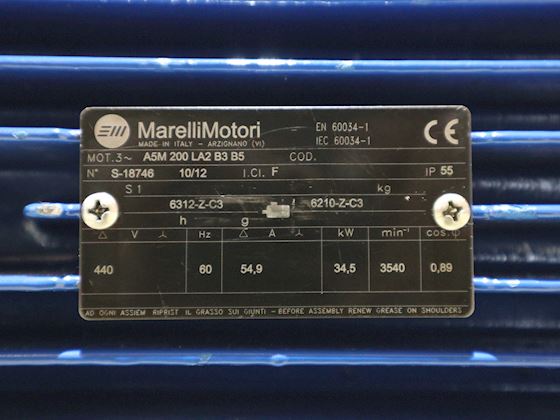 MarelliMotori
MADE IN ITALY - ARZIGNANO (VI)
EN 60034-1
IEC 60034-1
CE
MOT. 3~ A5M 200 LA2 B3 B5 COD.
N° S-18746 10/12 I.CI. F IP 55
S1 kg
6312-Z-C3 6210-Z-C3
h g
△ V ⅄ Hz △ A ⅄ kW min⁻¹ cos.φ
440 60 54,9 34,5 3540 0,89
AD OGNI ASSIEM RIPRIST IL GRASSO SUI GIUNTI - BEFORE ASSEMBLY RENEW GREASE ON SHOULDERS